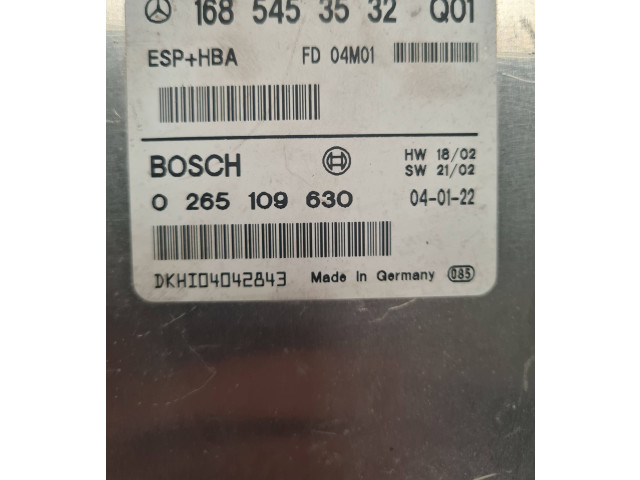 168 545 35 32 Q01
ESP+HBA FD 04M01
BOSCH HW 18/02
SW 21/02
0 265 109 630 04-01-22
DKHI04042843 Made in Germany 085